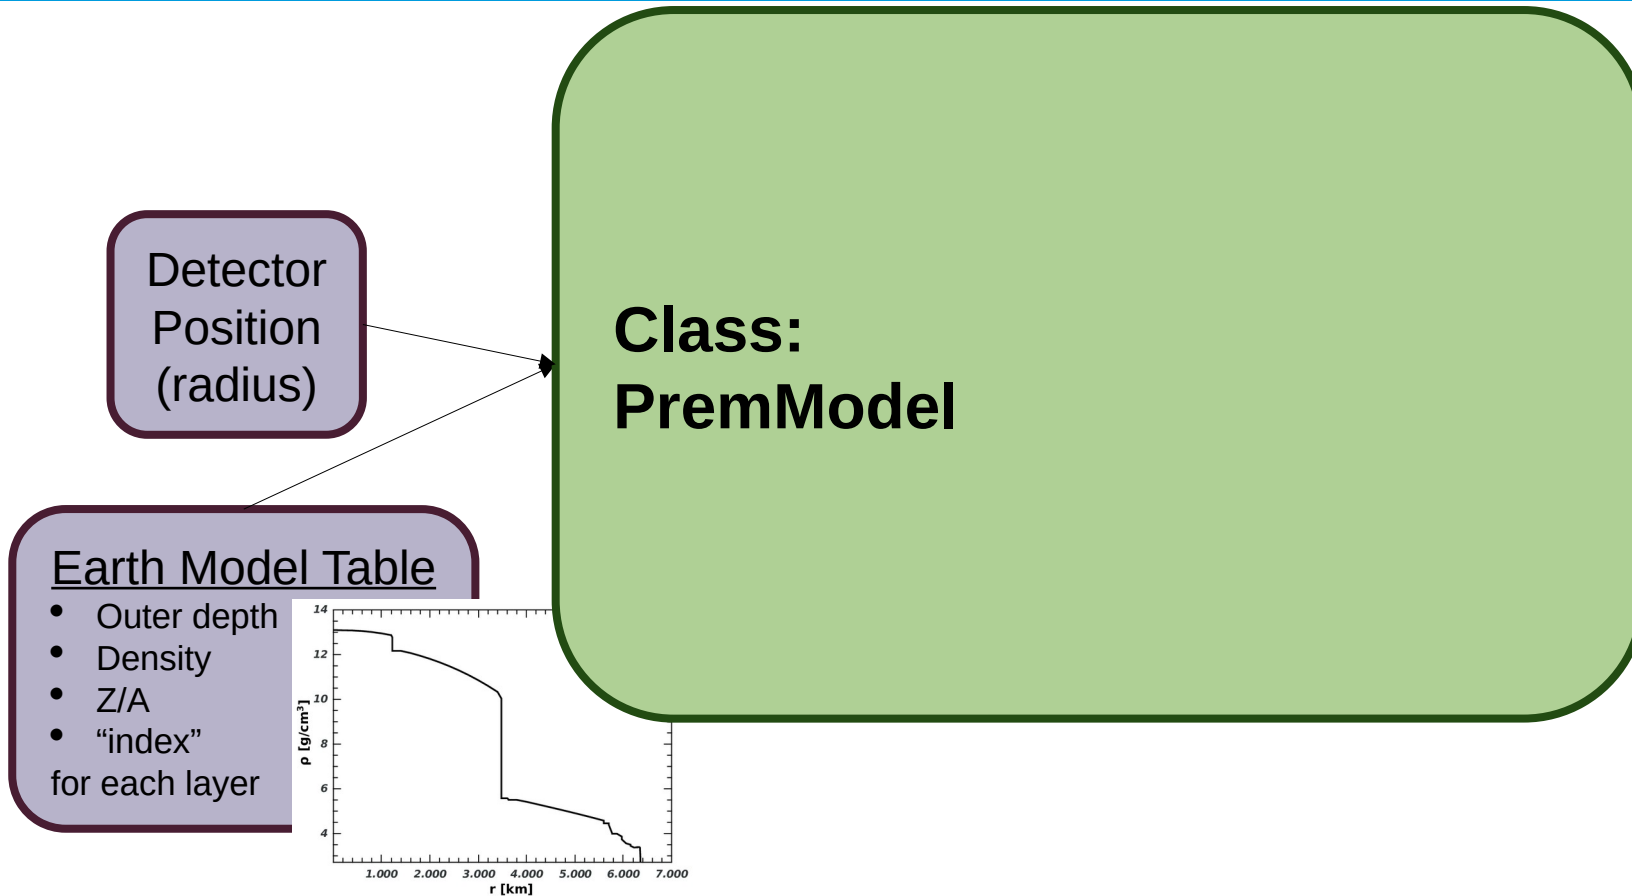 Detector
Position
(radius)
Class:
PremModel
Earth Model Table
• Outer depth
• Density
• Z/A
• “index”
for each layer
14
12
10
8
6
4
ρ [g/cm³]
1.000 2.000 3.000 4.000 5.000 6.000 7.000
r [km]